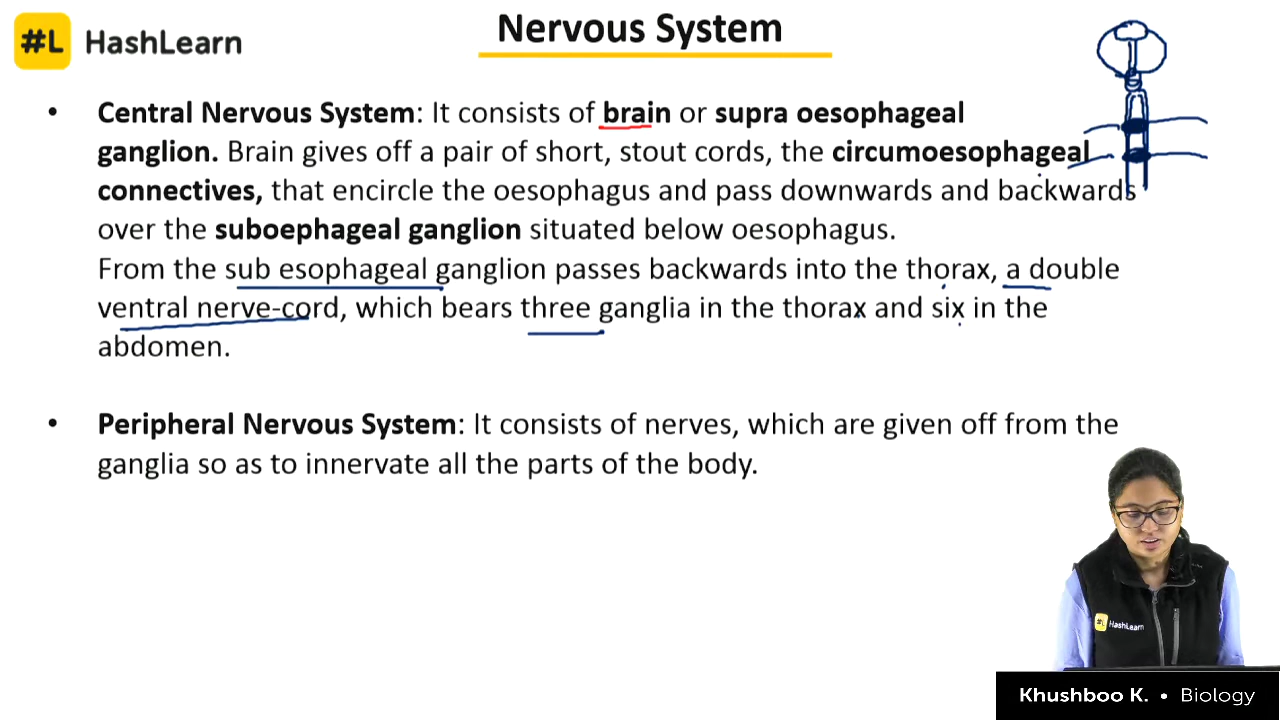 #L HashLearn
Nervous System
• Central Nervous System: It consists of brain or supra oesophageal
ganglion. Brain gives off a pair of short, stout cords, the circumoesophageal
connectives, that encircle the oesophagus and pass downwards and backwards
over the suboephageal ganglion situated below oesophagus.
From the sub esophageal ganglion passes backwards into the thorax, a double
ventral nerve-cord, which bears three ganglia in the thorax and six in the
abdomen.
• Peripheral Nervous System: It consists of nerves, which are given off from the
ganglia so as to innervate all the parts of the body.
#L HashLearn
Khushboo K. • Biology